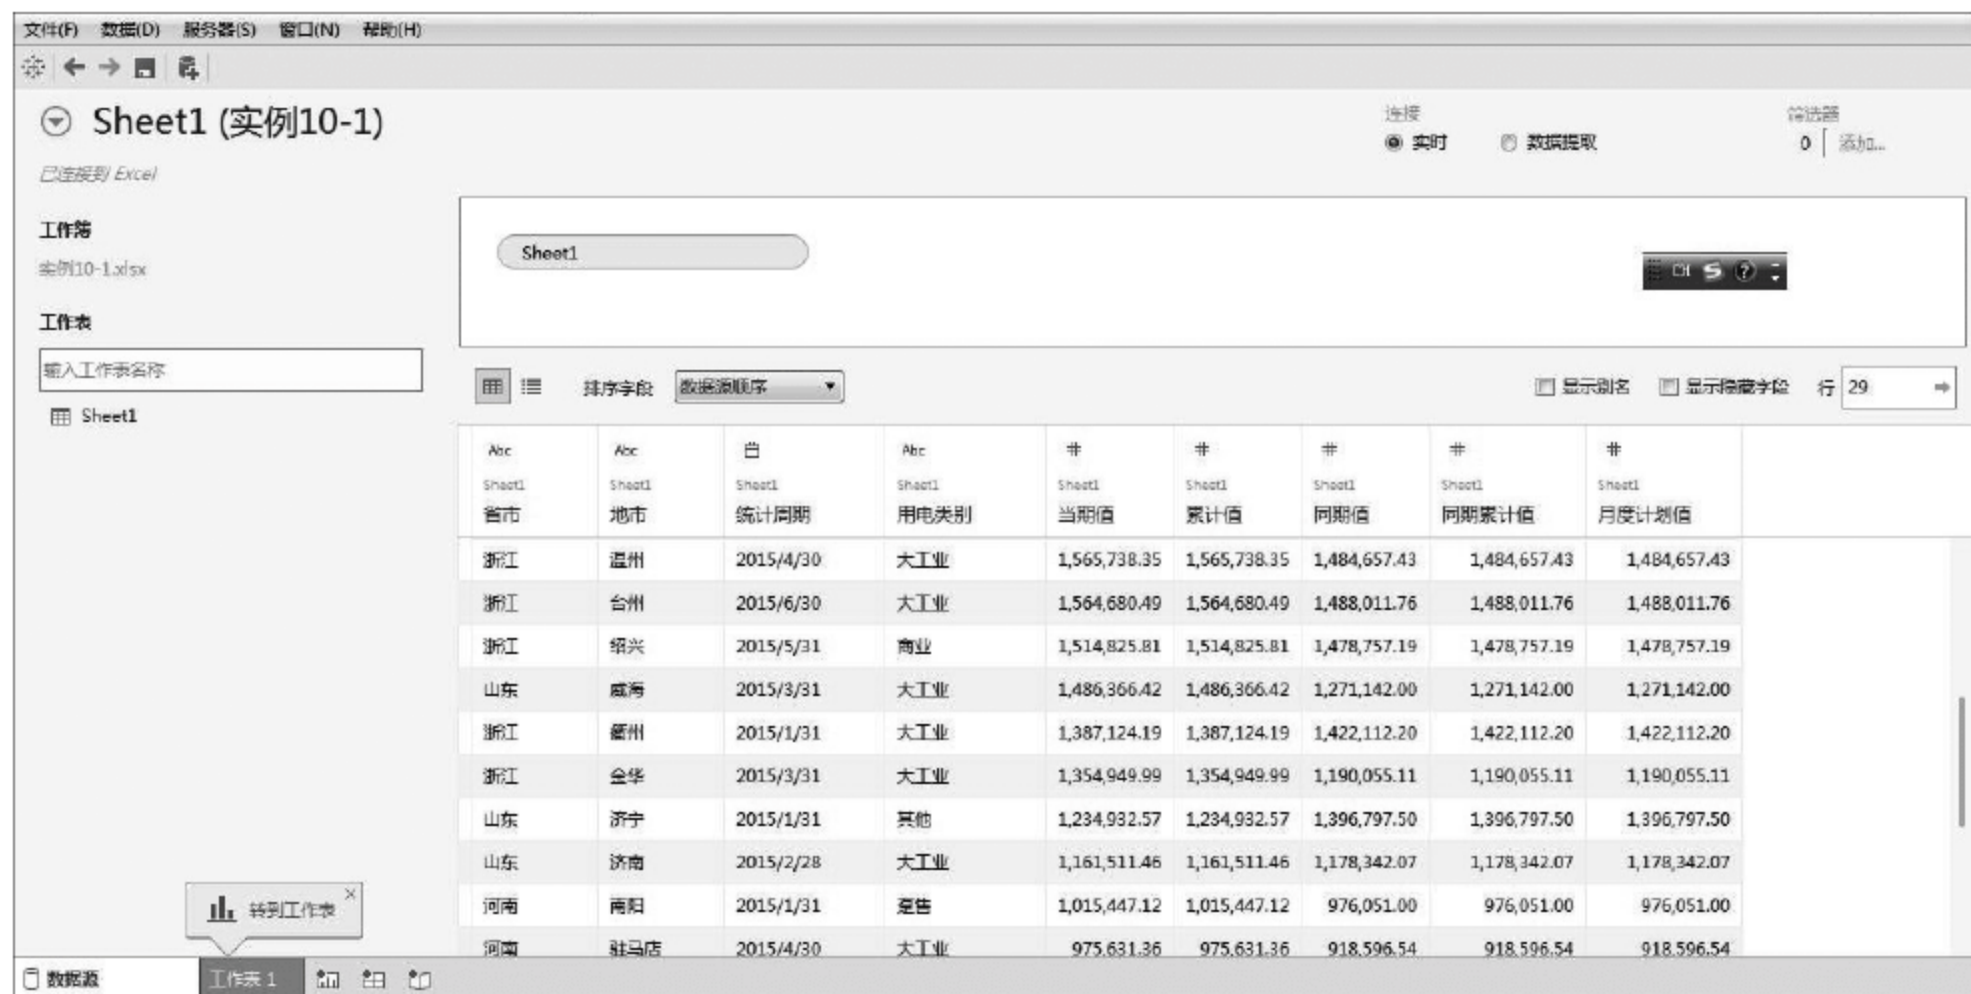 文件(F) 数据(D) 服务器(S) 窗口(N) 帮助(H)
Sheet1 (实例10-1)
连接
筛选器
实时 数据提取
0 添加...
已连接到 Excel
工作簿
实例10-1.xlsx
Sheet1
工作表
输入工作表名称
Sheet1
排序字段 数据源顺序 显示别名 显示隐藏字段 行 29
Abc Abc Abc # # # # #
Sheet1 Sheet1 Sheet1 Sheet1 Sheet1 Sheet1 Sheet1 Sheet1 Sheet1
省市 地市 统计周期 用电类别 当期值 累计值 同期值 同期累计值 月度计划值
浙江 温州 2015/4/30 大工业 1,565,738.35 1,565,738.35 1,484,657.43 1,484,657.43 1,484,657.43
浙江 台州 2015/6/30 大工业 1,564,680.49 1,564,680.49 1,488,011.76 1,488,011.76 1,488,011.76
浙江 绍兴 2015/5/31 商业 1,514,825.81 1,514,825.81 1,478,757.19 1,478,757.19 1,478,757.19
山东 威海 2015/3/31 大工业 1,486,366.42 1,486,366.42 1,271,142.00 1,271,142.00 1,271,142.00
浙江 衢州 2015/1/31 大工业 1,387,124.19 1,387,124.19 1,422,112.20 1,422,112.20 1,422,112.20
浙江 金华 2015/3/31 大工业 1,354,949.99 1,354,949.99 1,190,055.11 1,190,055.11 1,190,055.11
山东 济宁 2015/1/31 其他 1,234,932.57 1,234,932.57 1,396,797.50 1,396,797.50 1,396,797.50
山东 济南 2015/2/28 大工业 1,161,511.46 1,161,511.46 1,178,342.07 1,178,342.07 1,178,342.07
河南 南阳 2015/1/31 趸售 1,015,447.12 1,015,447.12 976,051.00 976,051.00 976,051.00
河南 驻马店 2015/4/30 大工业 975,631.36 975,631.36 918,596.54 918,596.54 918,596.54
转到工作表
数据源 工作表 1